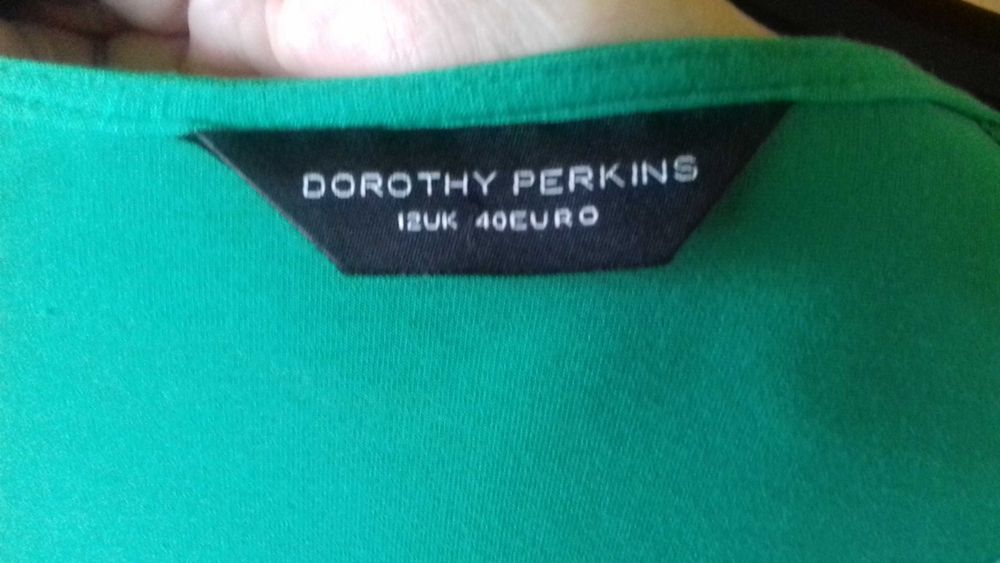 DOROTHY PERKINS
12UK 40EURO